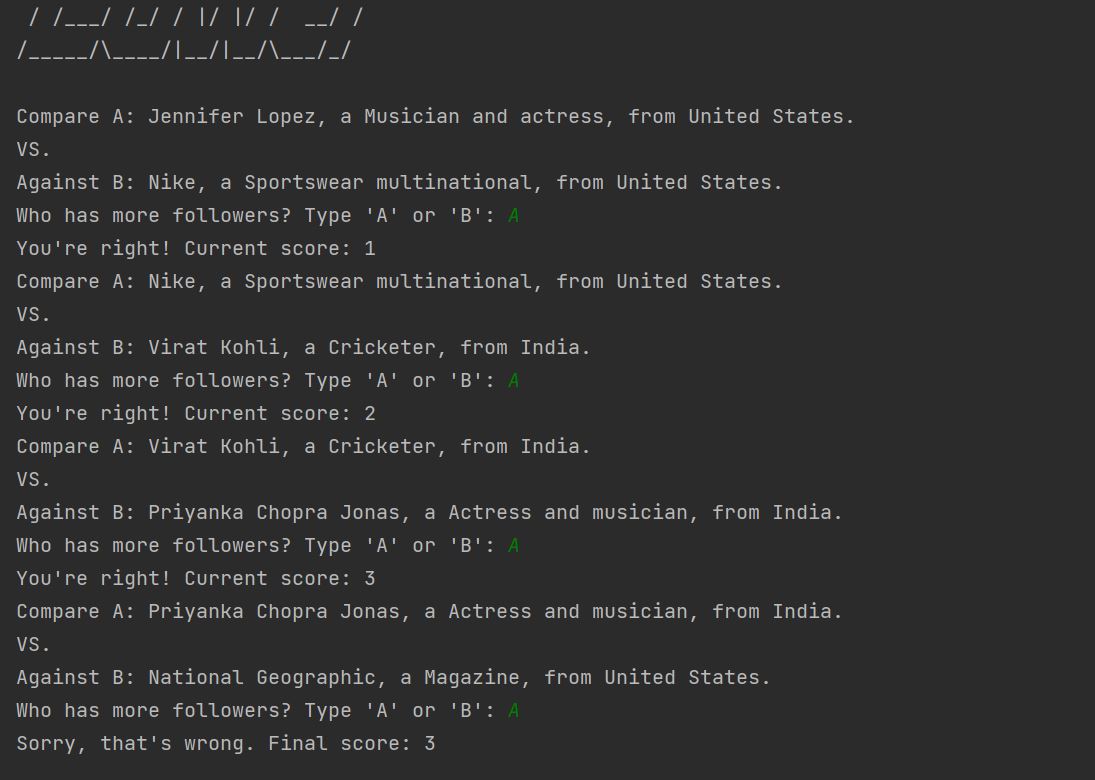 / /___/ /_/ / |/ |/ /  __/ /
/_____/\____/|__/|__/\___/_/

Compare A: Jennifer Lopez, a Musician and actress, from United States.
VS.
Against B: Nike, a Sportswear multinational, from United States.
Who has more followers? Type 'A' or 'B': A
You're right! Current score: 1
Compare A: Nike, a Sportswear multinational, from United States.
VS.
Against B: Virat Kohli, a Cricketer, from India.
Who has more followers? Type 'A' or 'B': A
You're right! Current score: 2
Compare A: Virat Kohli, a Cricketer, from India.
VS.
Against B: Priyanka Chopra Jonas, a Actress and musician, from India.
Who has more followers? Type 'A' or 'B': A
You're right! Current score: 3
Compare A: Priyanka Chopra Jonas, a Actress and musician, from India.
VS.
Against B: National Geographic, a Magazine, from United States.
Who has more followers? Type 'A' or 'B': A
Sorry, that's wrong. Final score: 3